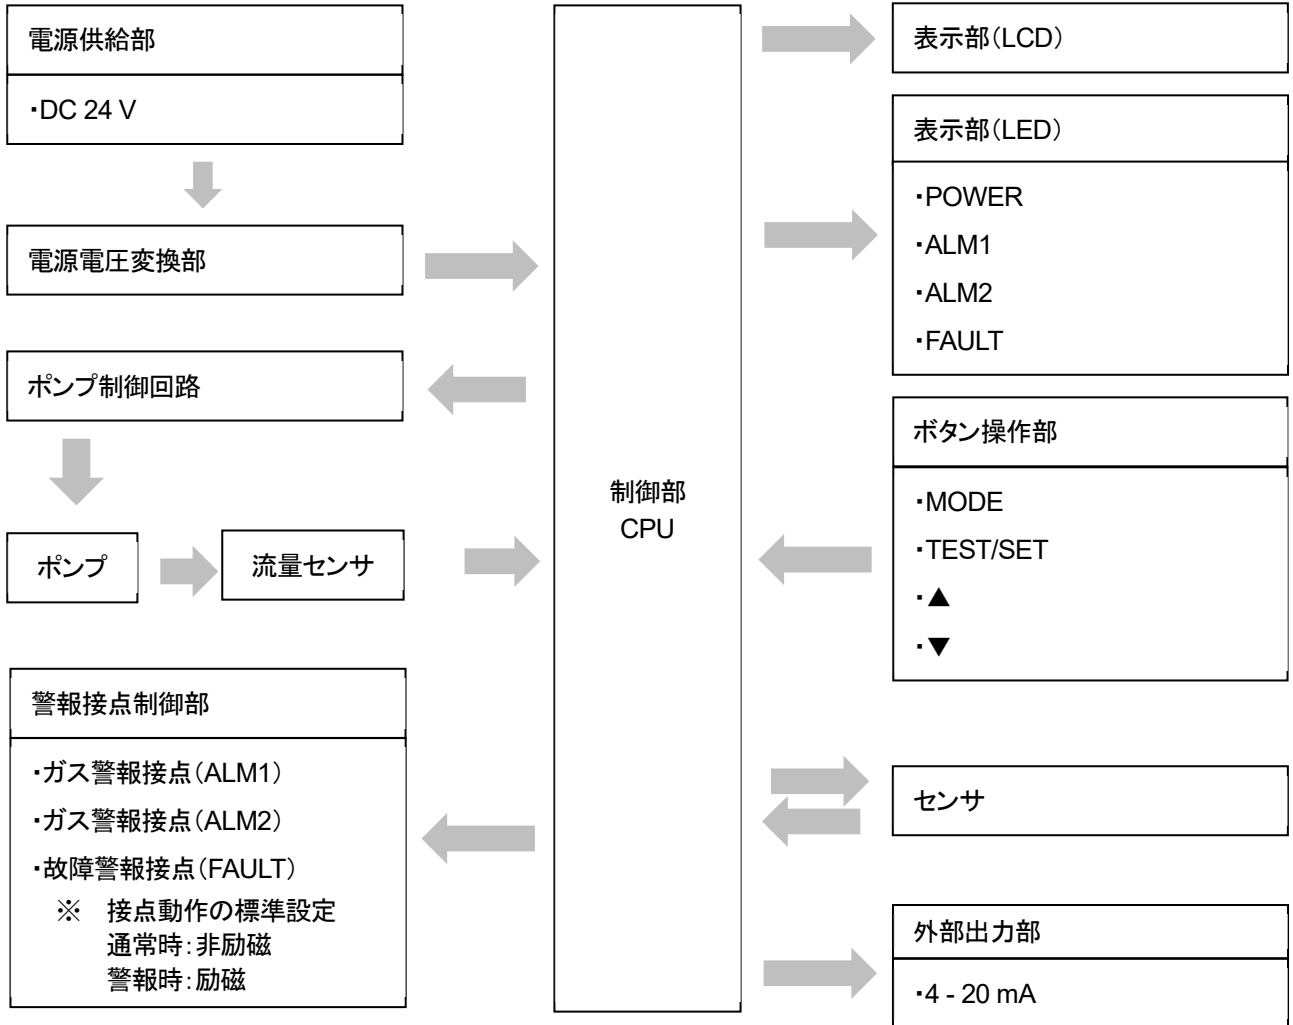 電源供給部
・DC 24 V
電源電圧変換部
ポンプ制御回路
ポンプ
流量センサ
警報接点制御部
・ガス警報接点(ALM1)
・ガス警報接点(ALM2)
・故障警報接点(FAULT)
※ 接点動作の標準設定
通常時:非励磁
警報時:励磁
制御部
CPU
表示部(LCD)
表示部(LED)
・POWER
・ALM1
・ALM2
・FAULT
ボタン操作部
・MODE
・TEST/SET
・▲
・▼
センサ
外部出力部
・4 - 20 mA